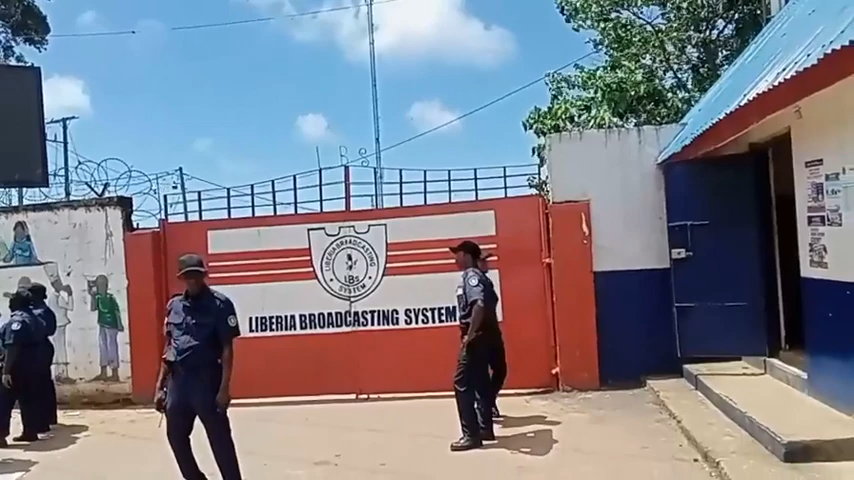 LIBERIA BROADCASTING
LBS
SYSTEM
LIBERIA BROADCASTING SYSTEM